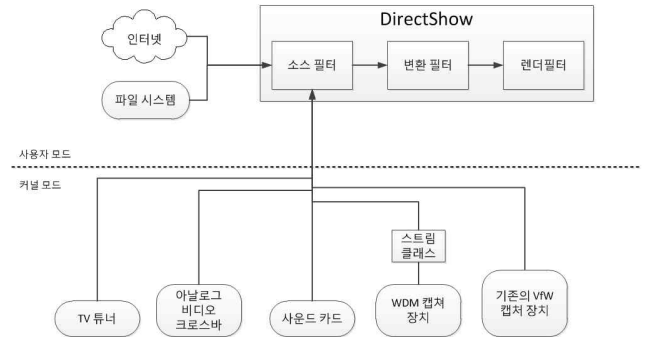 DirectShow
인터넷
소스 필터
변환 필터
렌더필터
파일 시스템
사용자 모드
커널 모드
스트림
클래스
TV 튜너
아날로그
비디오
크로스바
사운드 카드
WDM 캡쳐
장치
기존의 VfW
캡처 장치